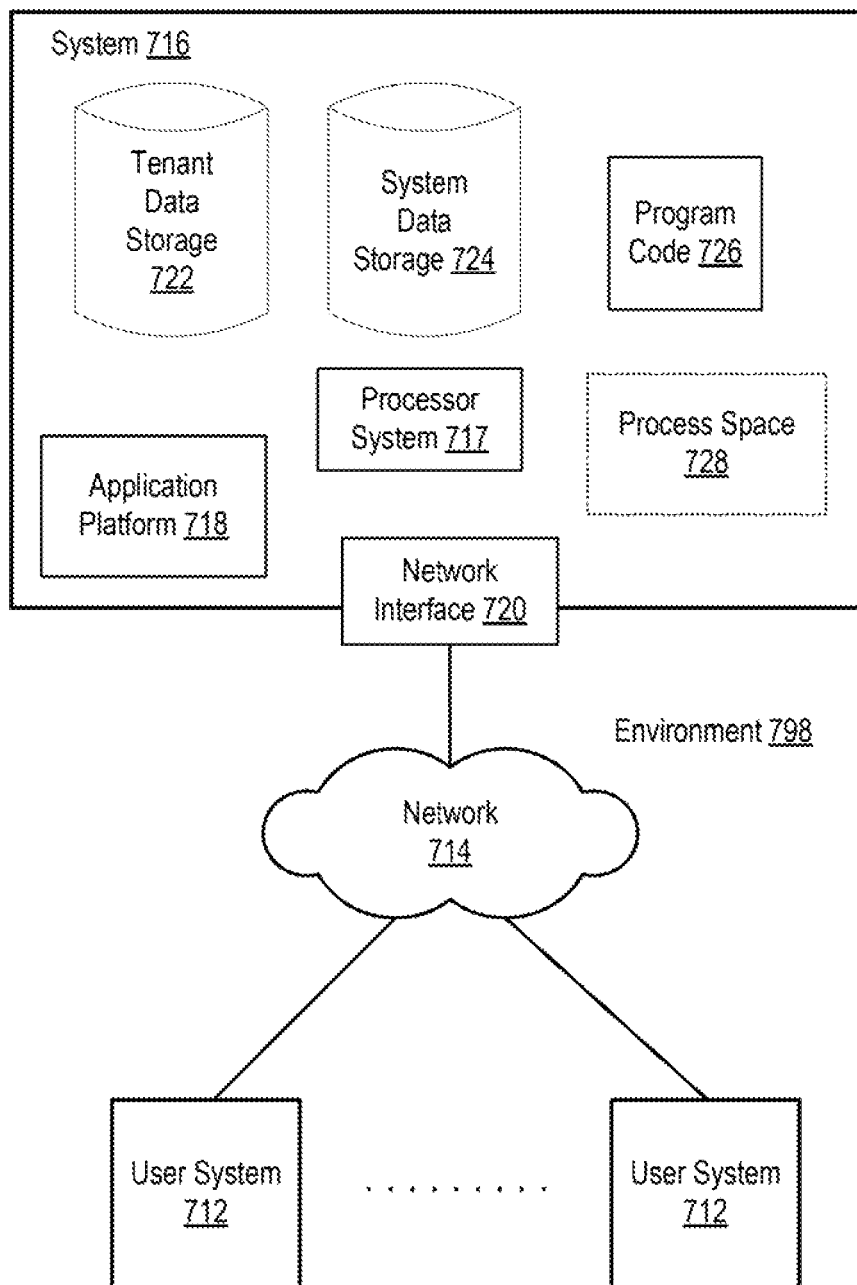 System 716
Tenant
Data
Storage
722
System
Data
Storage 724
Program
Code 726
Processor
System 717
Process Space
728
Application
Platform 718
Network
Interface 720
Environment 798
Network
714
User System
712
User System
712